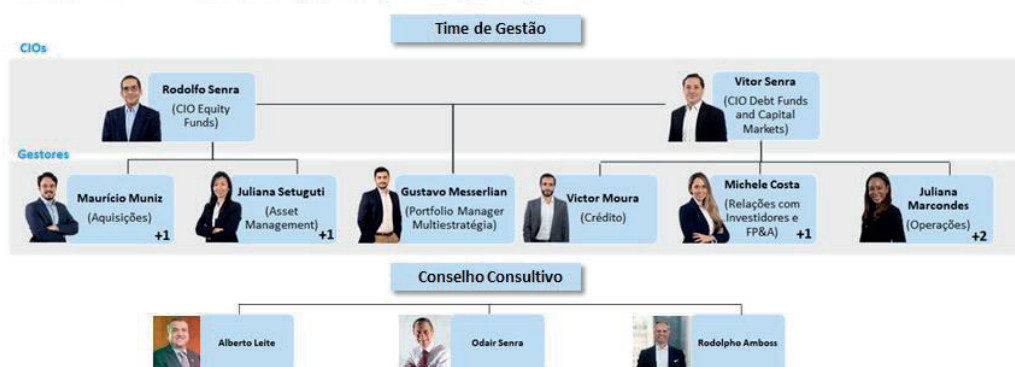 Time de Gestão
CIOs
Rodolfo Senra
(CIO Equity
Funds)
Vitor Senra
(CIO Debt Funds
and Capital
Markets)
Gestores
Maurício Muniz
(Aquisições)
+1
Juliana Setuguti
(Asset
Management)
+1
Gustavo Messerlian
(Portfolio Manager
Multiestratégia)
Victor Moura
(Crédito)
Michele Costa
(Relações com
Investidores e
FP&A)
+1
Juliana
Marcondes
(Operações)
+2
Conselho Consultivo
Alberto Leite
Odair Senra
Rodolpho Amboss